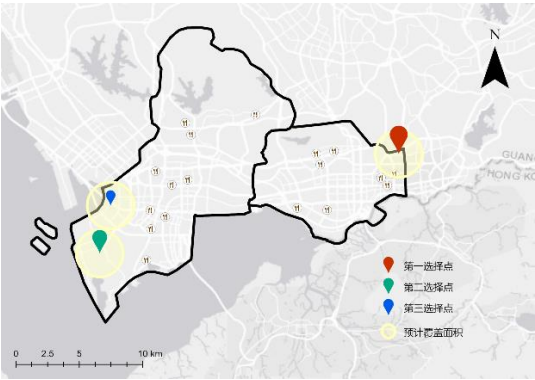 N
GUANG
HONG KO
第一选择点
第二选择点
第三选择点
预计覆盖面积
0 2.5 5 10 km